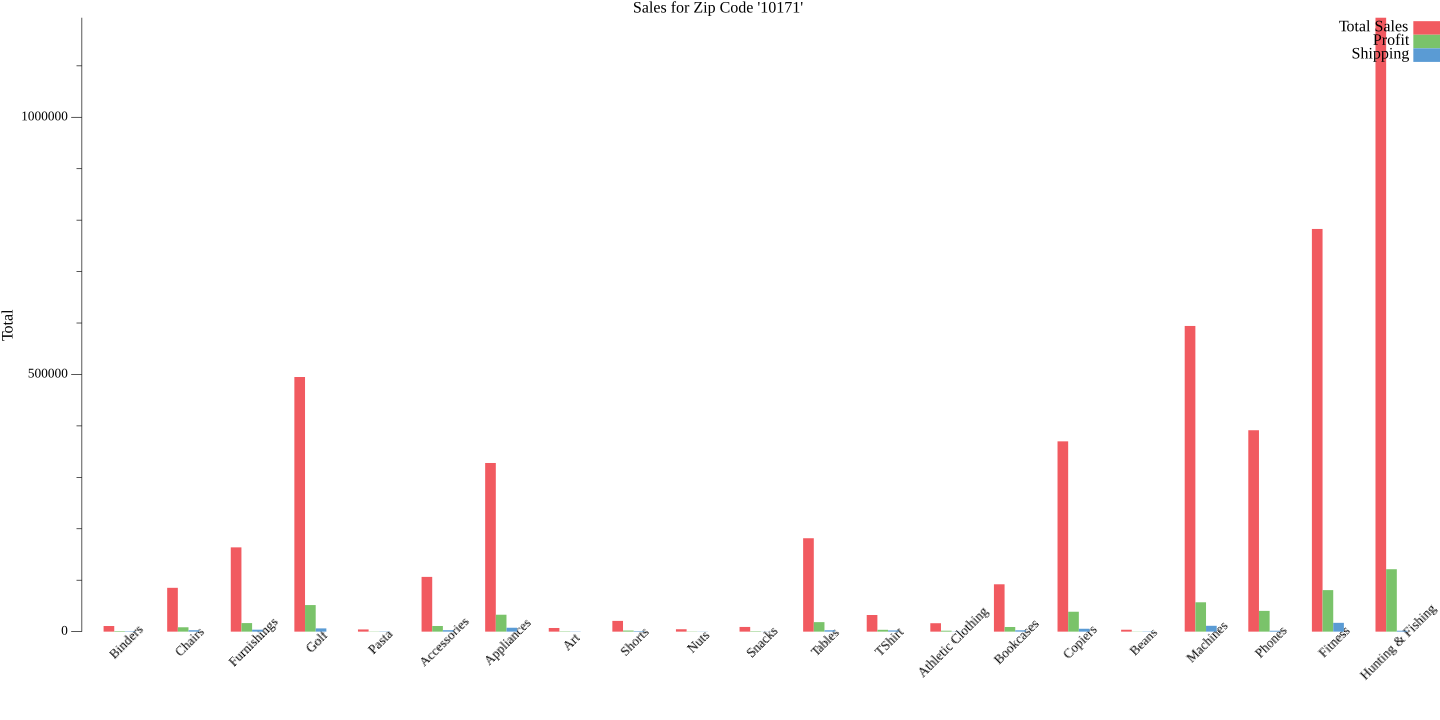 Sales for Zip Code '10171'
Total Sales
Profit
Shipping
Total
1000000
500000
0
Binders
Chairs
Furnishings
Golf
Pasta
Accessories
Appliances
Art
Shorts
Nuts
Snacks
Tables
TShirt
Athletic Clothing
Bookcases
Copiers
Beans
Machines
Phones
Fitness
Hunting & Fishing